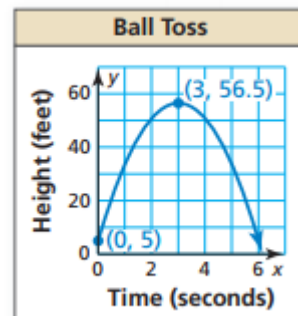 Ball Toss
Height (feet)
y
60
40
20
0
(3, 56.5)
(0, 5)
0 2 4 6 x
Time (seconds)